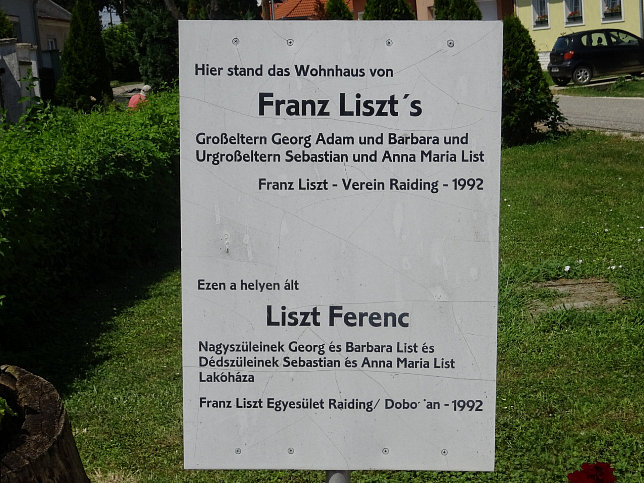 Hier stand das Wohnhaus von
Franz Liszt´s
Großeltern Georg Adam und Barbara und
Urgroßeltern Sebastian und Anna Maria List
Franz Liszt - Verein Raiding - 1992
Ezen a helyen ált
Liszt Ferenc
Nagyszüleinek Georg és Barbara List és
Dédszüleinek Sebastian és Anna Maria List
Lakóháza
Franz Liszt Egyesület Raiding/ - 1992